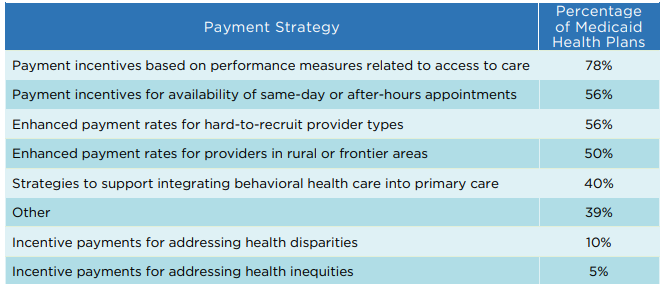 Payment Strategy
Percentage
of Medicaid
Health Plans
Payment incentives based on performance measures related to access to care 78%
Payment incentives for availability of same-day or after-hours appointments 56%
Enhanced payment rates for hard-to-recruit provider types 56%
Enhanced payment rates for providers in rural or frontier areas 50%
Strategies to support integrating behavioral health care into primary care 40%
Other 39%
Incentive payments for addressing health disparities 10%
Incentive payments for addressing health inequities 5%